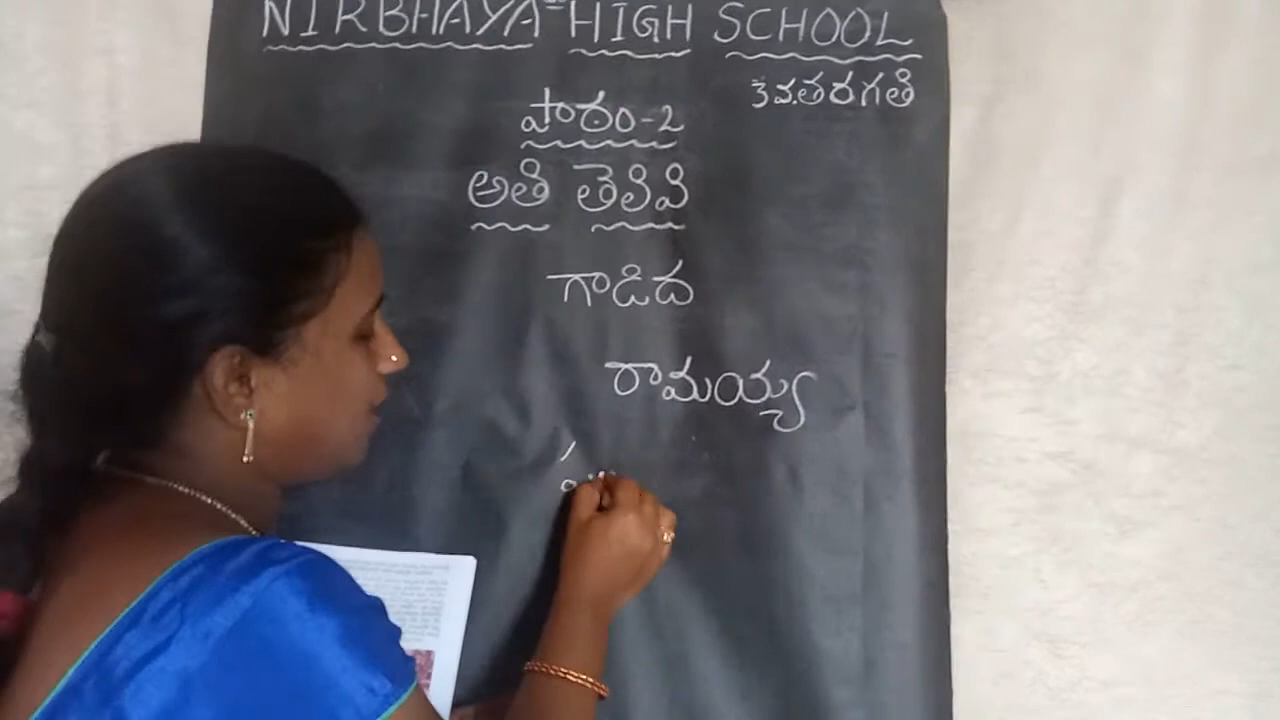 NIRBHAYA HIGH SCHOOL
3వ.తరగతి
పాఠం-2
అతి తెలివి
గాడిద
రామయ్య